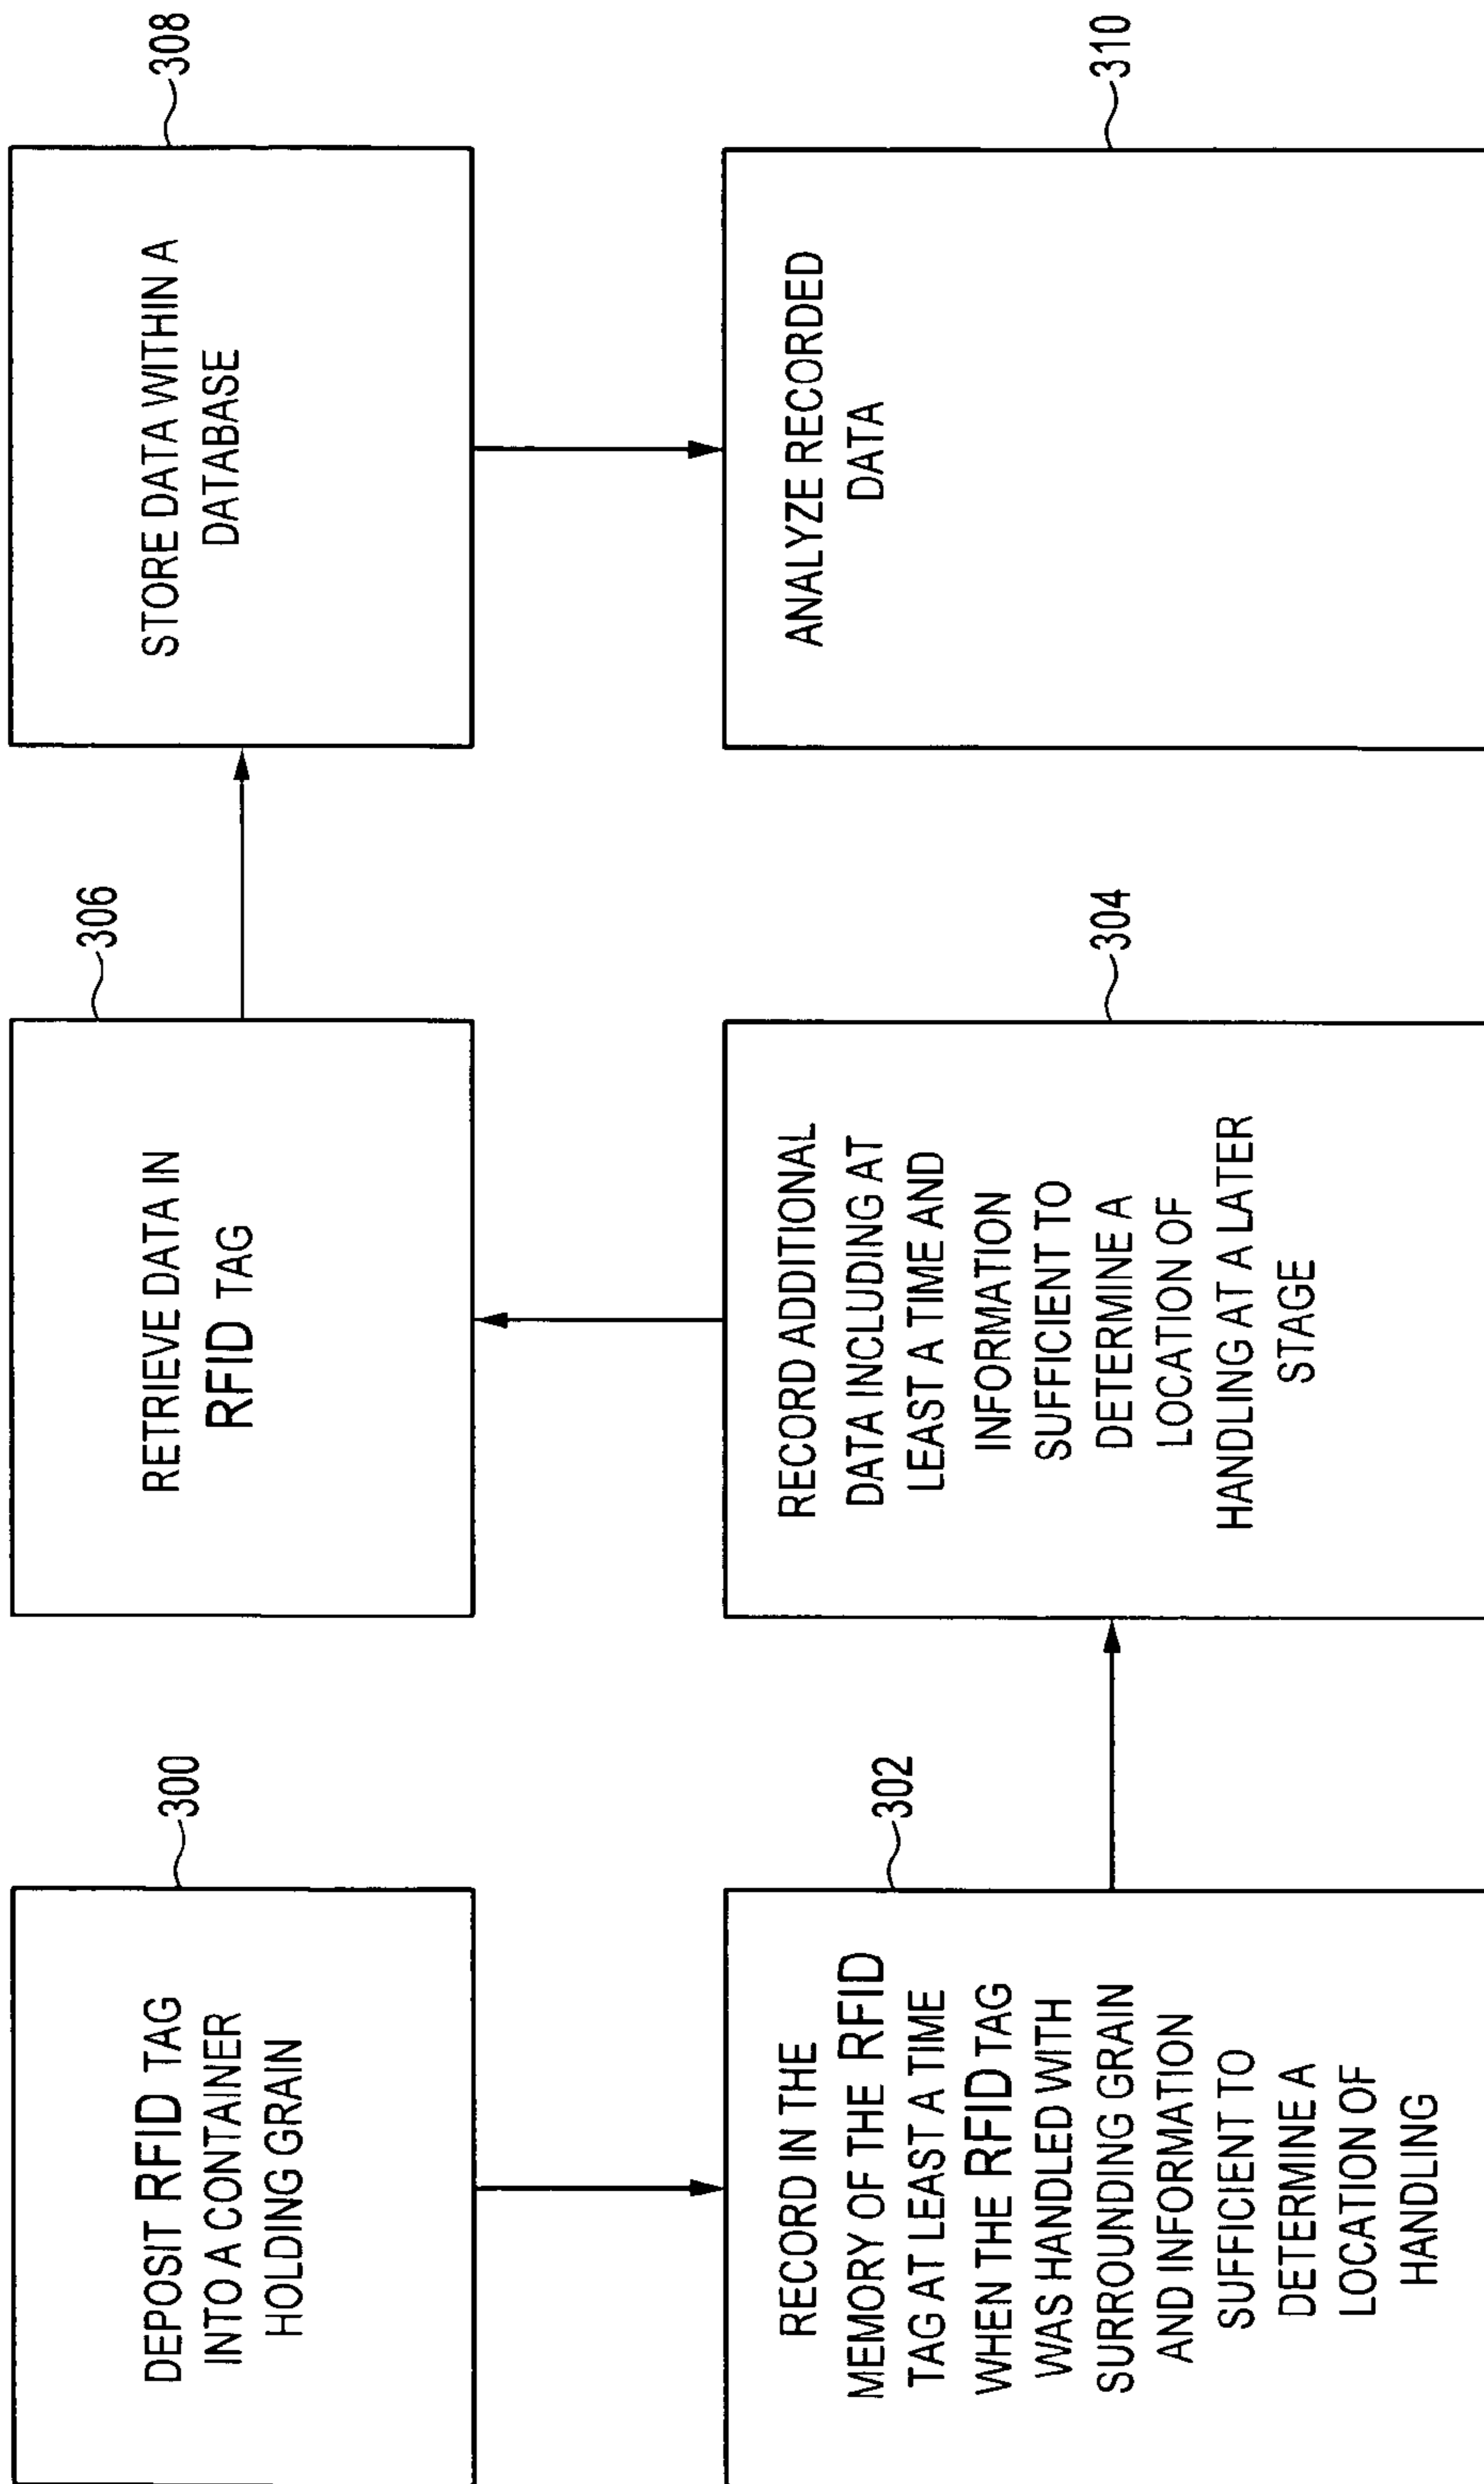 300
DEPOSIT RFID TAG
INTO A CONTAINER
HOLDING GRAIN
302
RECORD IN THE
MEMORY OF THE RFID
TAG AT LEAST A TIME
WHEN THE RFID TAG
WAS HANDLED WITH
SURROUNDING GRAIN
AND INFORMATION
SUFFICIENT TO
DETERMINE A
LOCATION OF
HANDLING
304
RECORD ADDITIONAL
DATA INCLUDING AT
LEAST A TIME AND
INFORMATION
SUFFICIENT TO
DETERMINE A
LOCATION OF
HANDLING AT A LATER
STAGE
306
RETRIEVE DATA IN
RFID TAG
308
STORE DATA WITHIN A
DATABASE
310
ANALYZE RECORDED
DATA